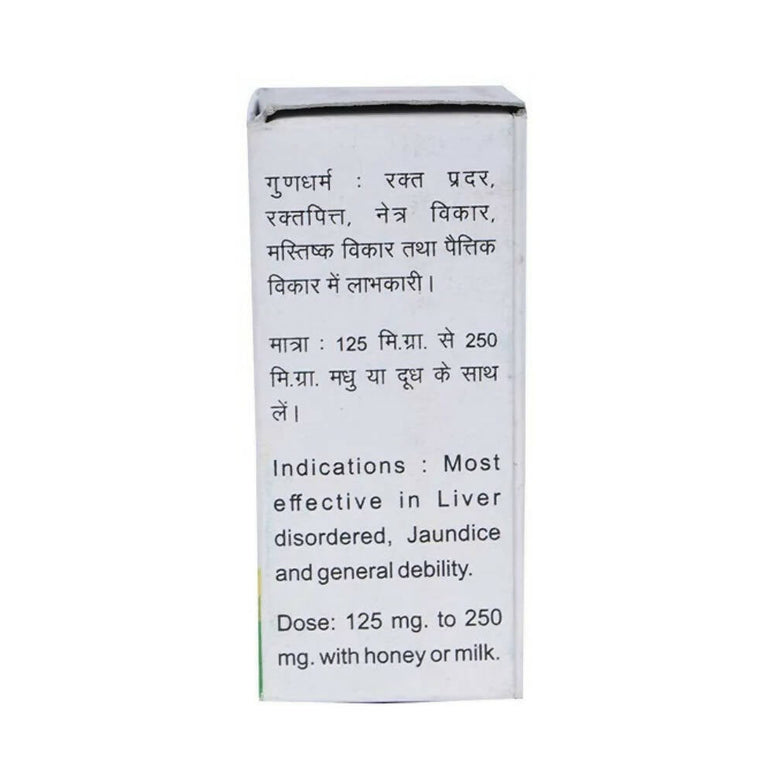 गुणधर्म : रक्त प्रदर,
रक्तपित्त, नेत्र विकार,
मस्तिष्क विकार तथा पैत्तिक
विकार में लाभकारी।
मात्रा : 125 मि.ग्रा. से 250
मि.ग्रा. मधु या दूध के साथ
लें।
Indications : Most
effective in Liver
disordered, Jaundice
and general debility.
Dose: 125 mg. to 250
mg. with honey or milk.